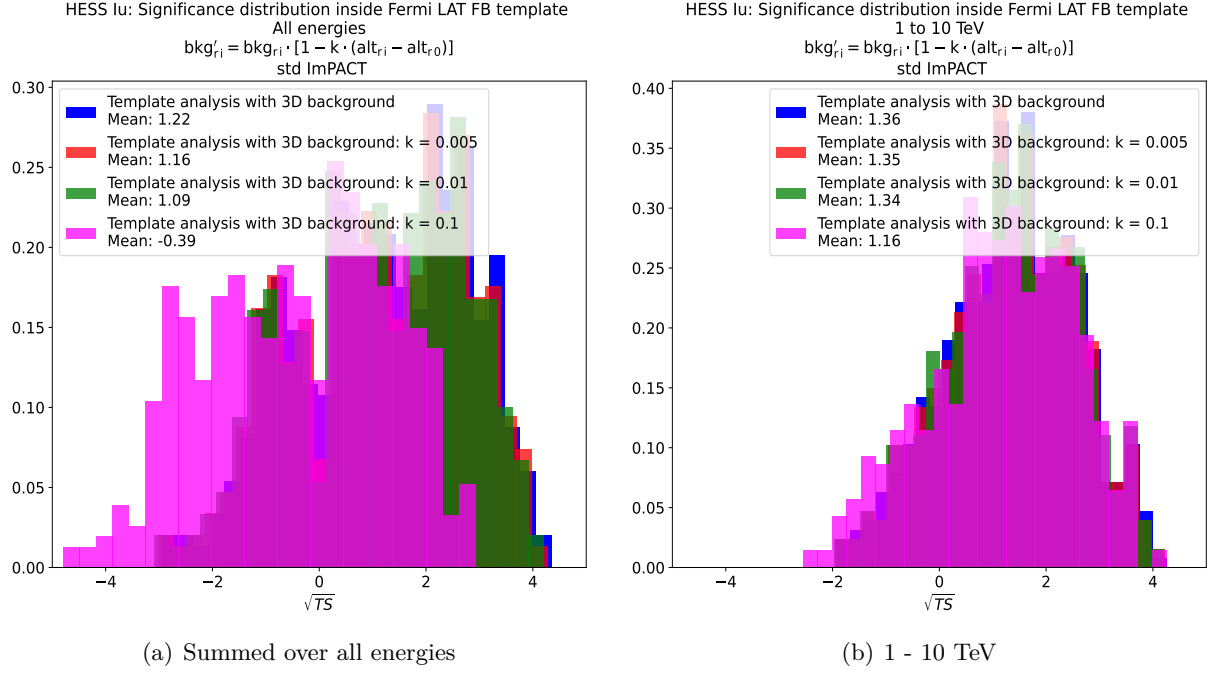 HESS Iu: Significance distribution inside Fermi LAT FB template
All energies
bkg′ri = bkgri · [1 − k · (altri − altr0)]
std ImPACT
0.30
0.25
0.20
0.15
0.10
0.05
0.00
Template analysis with 3D background
Mean: 1.22
Template analysis with 3D background: k = 0.005
Mean: 1.16
Template analysis with 3D background: k = 0.01
Mean: 1.09
Template analysis with 3D background: k = 0.1
Mean: -0.39
−4 −2 0 2 4
√TS
(a) Summed over all energies
HESS Iu: Significance distribution inside Fermi LAT FB template
1 to 10 TeV
bkg′ri = bkgri · [1 − k · (altri − altr0)]
std ImPACT
0.40
0.35
0.30
0.25
0.20
0.15
0.10
0.05
0.00
Template analysis with 3D background
Mean: 1.36
Template analysis with 3D background: k = 0.005
Mean: 1.35
Template analysis with 3D background: k = 0.01
Mean: 1.34
Template analysis with 3D background: k = 0.1
Mean: 1.16
−4 −2 0 2 4
√TS
(b) 1 - 10 TeV